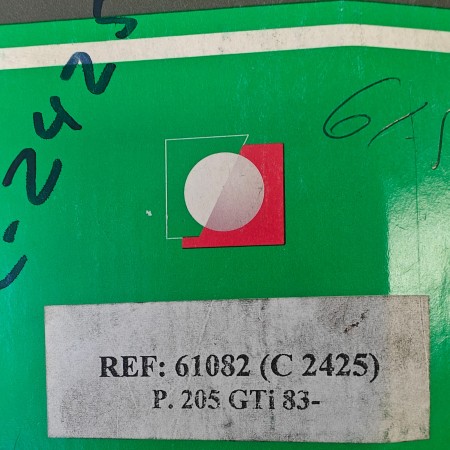 C-2425
REF: 61082 (C 2425)
P. 205 GTi 83-